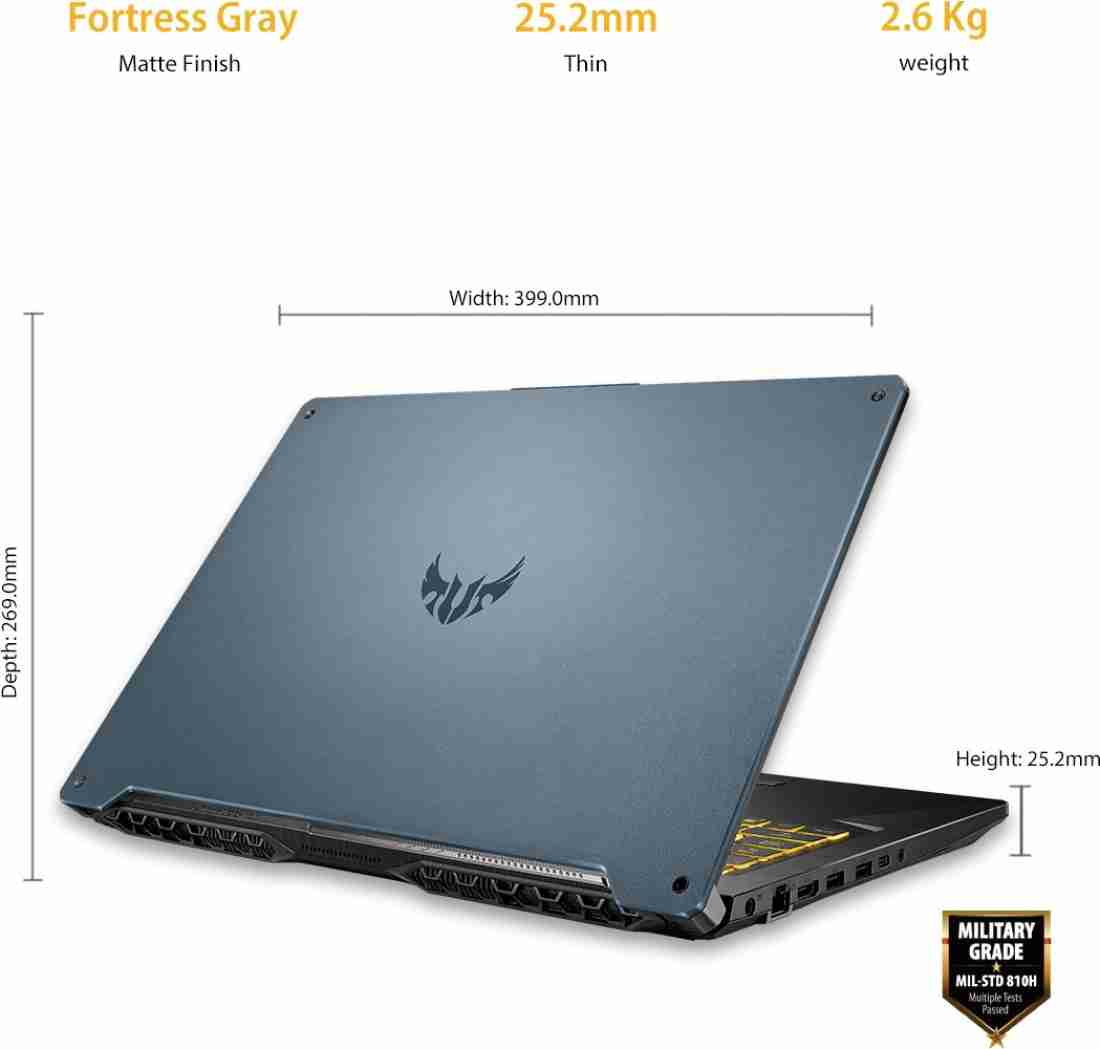 Fortress Gray
25.2mm
2.6 Kg
Matte Finish
Thin
weight
Width: 399.0mm
Depth: 269.0mm
Height: 25.2mm
MILITARY
GRADE
MIL-STD 810H
Multiple Tests
Passed